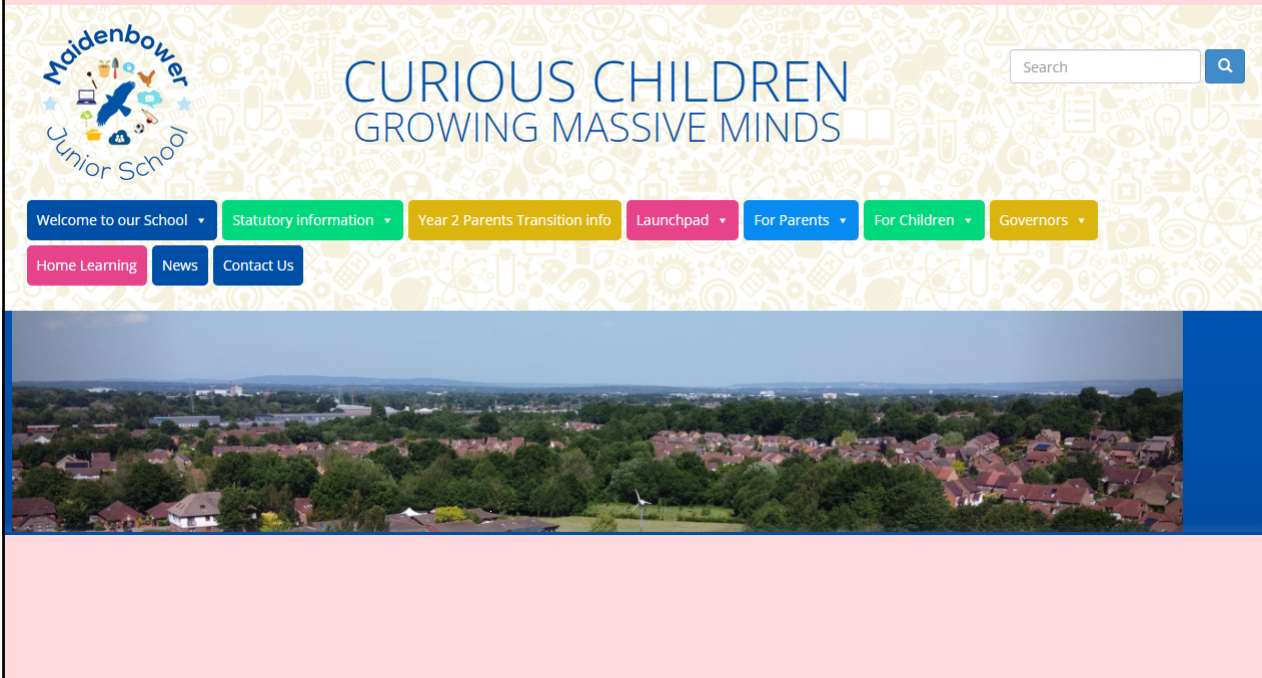 Maidenbower
Junior School
CURIOUS CHILDREN
GROWING MASSIVE MINDS
Search
Welcome to our School
Statutory information
Year 2 Parents Transition info
Launchpad
For Parents
For Children
Governors
Home Learning
News
Contact Us